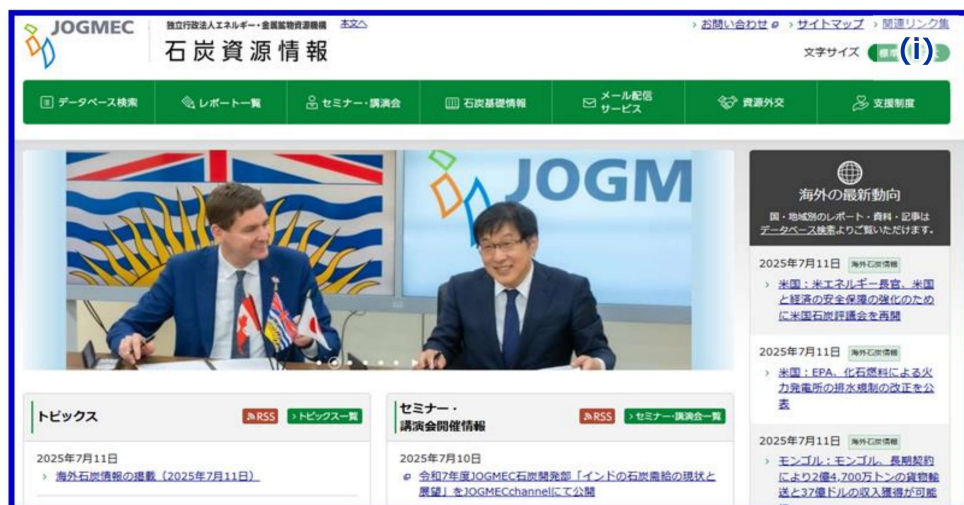 JOGMEC
独立行政法人エネルギー・金属鉱物資源機構 本文へ
石炭資源情報
お問い合わせ サイトマップ 関連リンク集
文字サイズ 標準
(i)
データベース検索 レポート一覧 セミナー・講演会 石炭基礎情報 メール配信サービス 資源外交 支援制度
JOGM
海外の最新動向
国・地域別のレポート・資料・記事は
データベース検索よりご覧いただけます。
2025年7月11日 海外石炭情報
米国：米エネルギー長官、米国
と経済の安全保障の強化のため
に米国石炭評議会を再開
2025年7月11日 海外石炭情報
米国：EPA、化石燃料による火
力発電所の排水規制の改正を公
表
2025年7月11日 海外石炭情報
モンゴル：モンゴル、長期契約
により2億4,700万トンの貨物輸
送と37億ドルの収入獲得が可能
トピックス RSS トピックス一覧
2025年7月11日
海外石炭情報の掲載（2025年7月11日）
セミナー・
講演会開催情報 RSS セミナー・講演会一覧
2025年7月10日
令和7年度JOGMEC石炭開発部「インドの石炭需給の現状と
展望」をJOGMECchannelにて公開